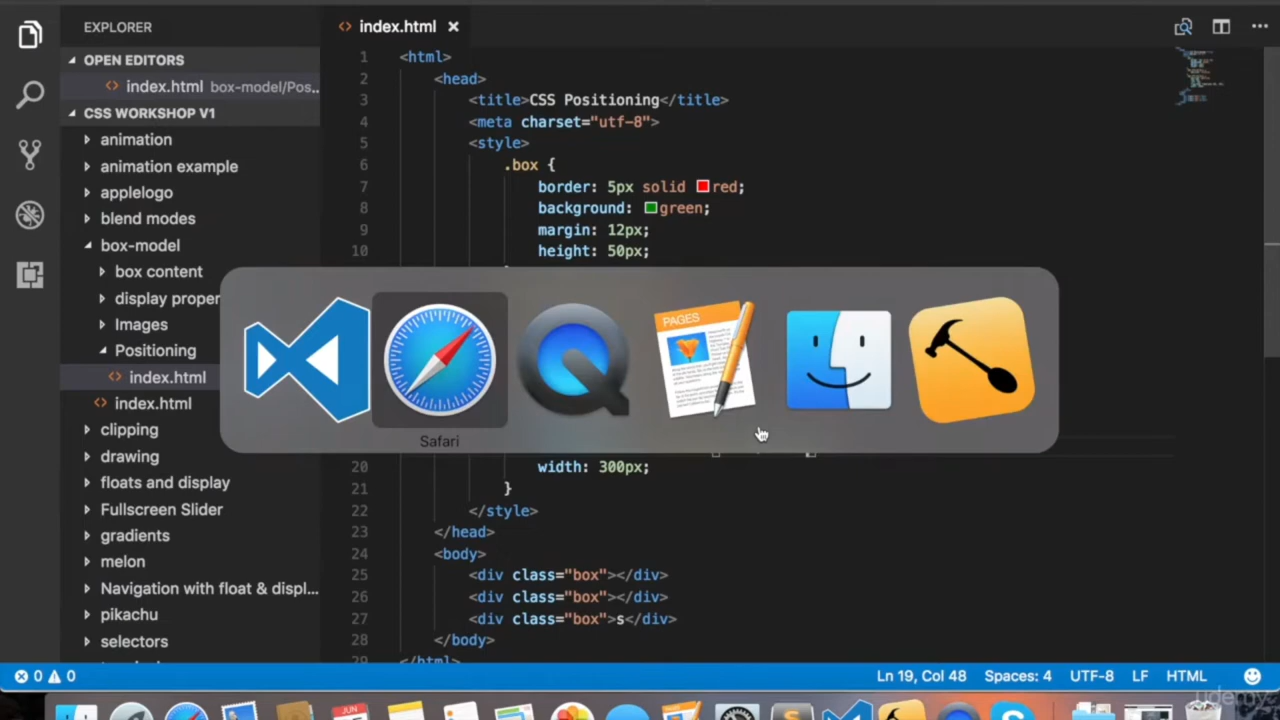 EXPLORER
OPEN EDITORS
index.html box-model/Pos...
CSS WORKSHOP V1
animation
animation example
applelogo
blend modes
box-model
box content
display proper
Images
Positioning
index.html
index.html
clipping
drawing
floats and display
Fullscreen Slider
gradients
melon
Navigation with float & displ...
pikachu
selectors
index.html
1 <html>
2 <head>
3 <title>CSS Positioning</title>
4 <meta charset="utf-8">
5 <style>
6 .box {
7 border: 5px solid red;
8 background: green;
9 margin: 12px;
10 height: 50px;
PAGES
Safari
20 width: 300px;
21 }
22 </style>
23 </head>
24 <body>
25 <div class="box"></div>
26 <div class="box"></div>
27 <div class="box">s</div>
28 </body>
29 </html>
0 0
Ln 19, Col 48 Spaces: 4 UTF-8 LF HTML
JUN
udemy